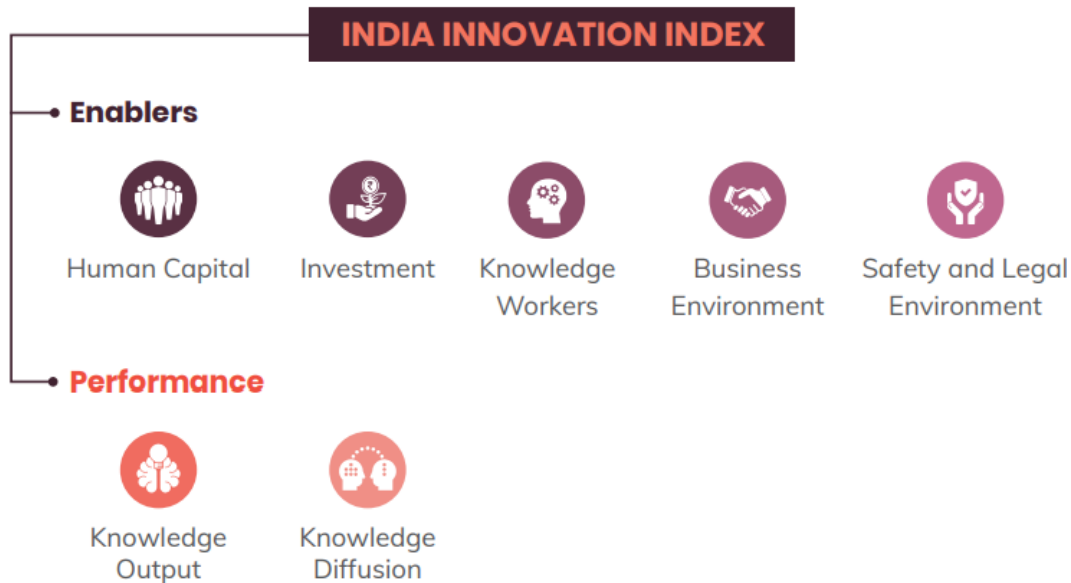 INDIA INNOVATION INDEX
Enablers
Human Capital
Investment
Knowledge
Workers
Business
Environment
Safety and Legal
Environment
Performance
Knowledge
Output
Knowledge
Diffusion